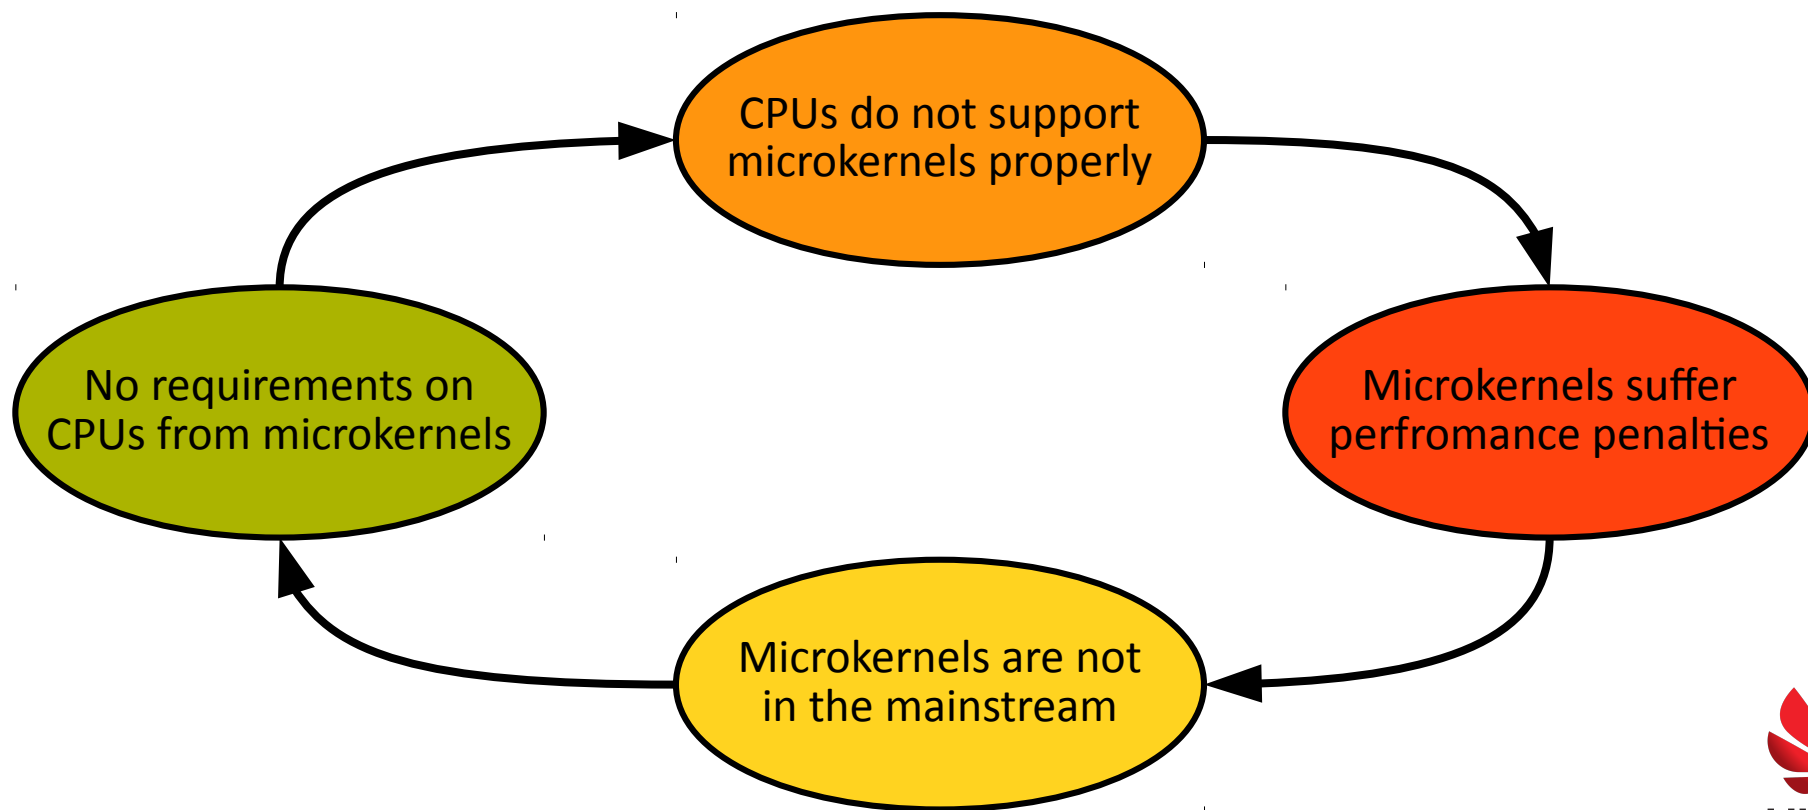 CPUs do not support
microkernels properly
No requirements on
CPUs from microkernels
Microkernels suffer
perfromance penalties
Microkernels are not
in the mainstream